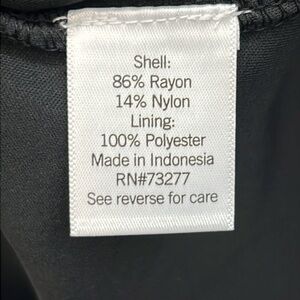 Shell:
86% Rayon
14% Nylon
Lining:
100% Polyester
Made in Indonesia
RN#73277
See reverse for care